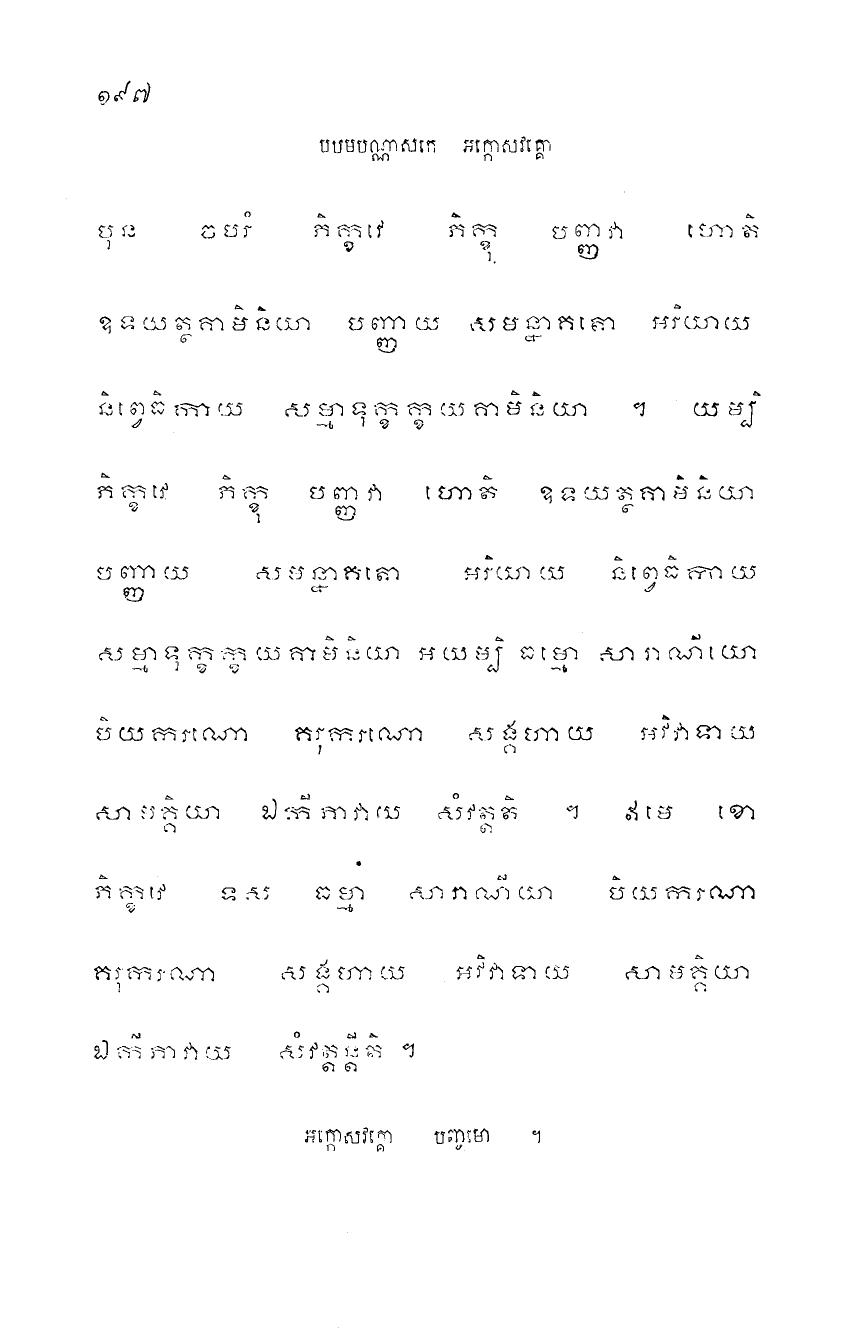 ១៩៧
បឋមបណ្ណាសកេ អក្កោសវគ្គោ
បុន ចបរំ ភិក្ខវេ ភិក្ខុ បញ្ញវា ហោតិ
ឧទយត្ថគាមិនិយា បញ្ញាយ សមន្នាគតោ អរិយាយ
និព្វេធិកាយ សម្មាទុក្ខក្ខយគាមិនិយា ។ យម្បិ
ភិក្ខវេ ភិក្ខុ បញ្ញវា ហោតិ ឧទយត្ថគាមិនិយា
បញ្ញាយ សមន្នាគតោ អរិយាយ និព្វេធិកាយ
សម្មាទុក្ខក្ខយគាមិនិយា អយម្បិ ធម្មោ សារាណីយោ
បិយករណោ គរុករណោ សង្គហាយ អវិវាទាយ
សាមគ្គិយា ឯកីភាវាយ សំវត្តតិ ។ ឥមេ ខោ
ភិក្ខវេ ទស ធម្មា សារាណីយា បិយករណា
គរុករណា សង្គហាយ អវិវាទាយ សាមគ្គិយា
ឯកីភាវាយ សំវត្តន្តីតិ ។
អក្កោសវគ្គោ បញ្ចមោ ។